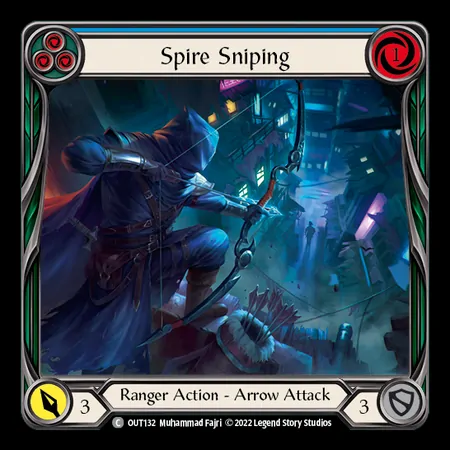 Spire Sniping
1
3
Ranger Action - Arrow Attack
3
C OUT132 Muhammad Fajri © 2022 Legend Story Studios